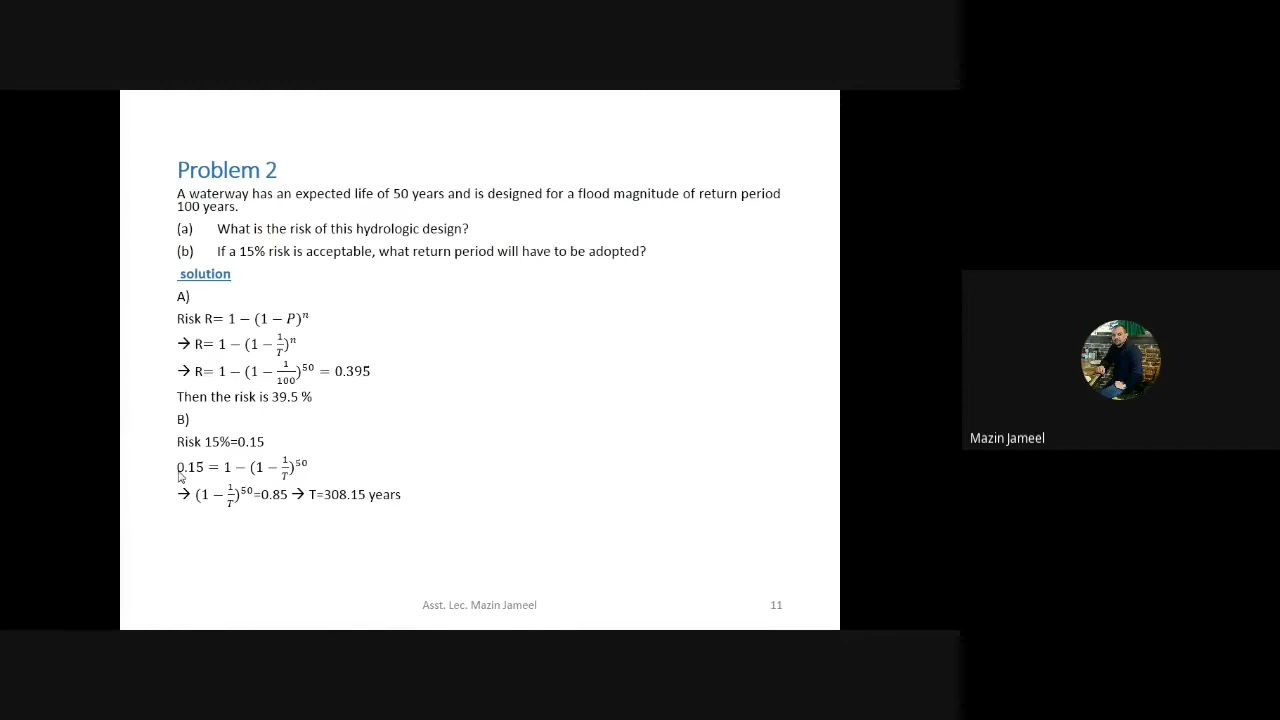 Problem 2
A waterway has an expected life of 50 years and is designed for a flood magnitude of return period
100 years.
(a) What is the risk of this hydrologic design?
(b) If a 15% risk is acceptable, what return period will have to be adopted?
solution
A)
Risk R= 1 − (1 − P)ⁿ
→ R= 1 − (1 − 1/T)ⁿ
→ R= 1 − (1 − 1/100)⁵⁰ = 0.395
Then the risk is 39.5 %
B)
Risk 15%=0.15
0.15 = 1 − (1 − 1/T)⁵⁰
→ (1 − 1/T)⁵⁰=0.85 → T=308.15 years
Asst. Lec. Mazin Jameel 11
Mazin Jameel